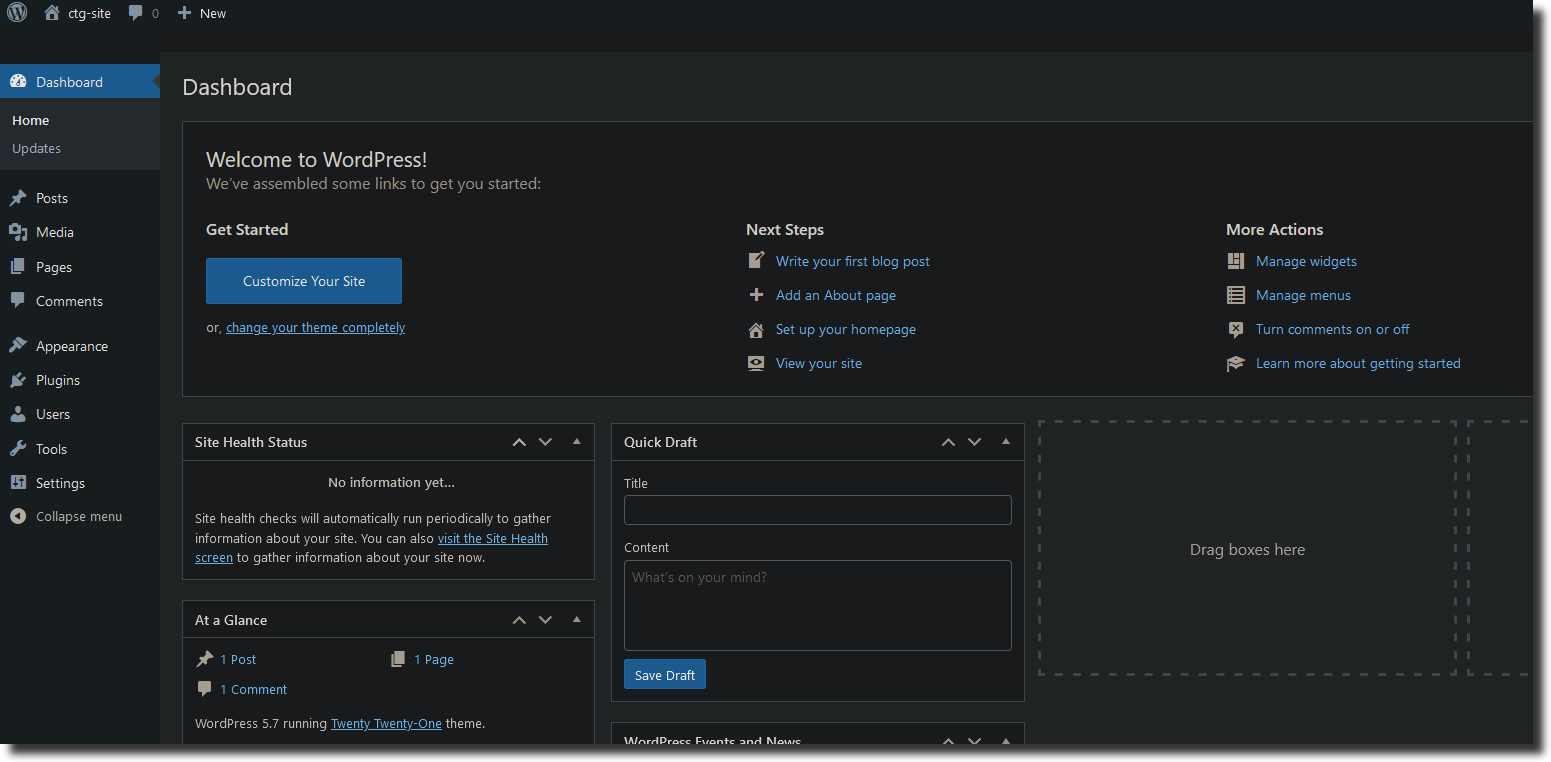 ctg-site 0 New
Dashboard
Home
Updates
Posts
Media
Pages
Comments
Appearance
Plugins
Users
Tools
Settings
Collapse menu
Dashboard
Welcome to WordPress!
We've assembled some links to get you started:
Get Started
Customize Your Site
or, change your theme completely
Next Steps
Write your first blog post
Add an About page
Set up your homepage
View your site
More Actions
Manage widgets
Manage menus
Turn comments on or off
Learn more about getting started
Site Health Status
No information yet...
Site health checks will automatically run periodically to gather
information about your site. You can also visit the Site Health
screen to gather information about your site now.
At a Glance
1 Post 1 Page
1 Comment
WordPress 5.7 running Twenty Twenty-One theme.
Quick Draft
Title
Content
What's on your mind?
Save Draft
WordPress Events and News
Drag boxes here